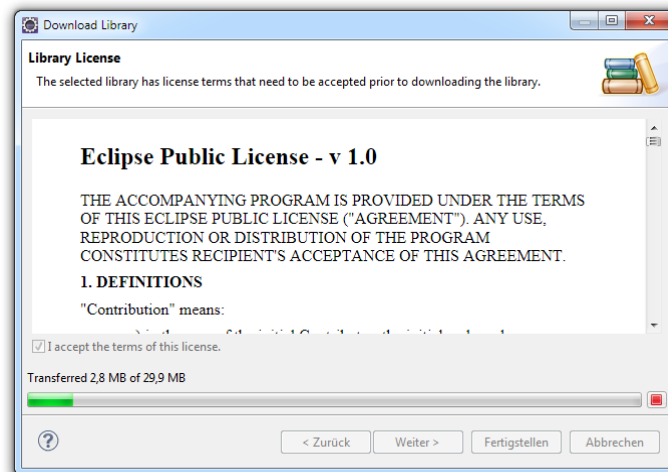 Download Library
Library License
The selected library has license terms that need to be accepted prior to downloading the library.
Eclipse Public License - v 1.0
THE ACCOMPANYING PROGRAM IS PROVIDED UNDER THE TERMS
OF THIS ECLIPSE PUBLIC LICENSE ("AGREEMENT"). ANY USE,
REPRODUCTION OR DISTRIBUTION OF THE PROGRAM
CONSTITUTES RECIPIENT'S ACCEPTANCE OF THIS AGREEMENT.
1. DEFINITIONS
"Contribution" means:
I accept the terms of this license.
Transferred 2,8 MB of 29,9 MB
< Zurück Weiter > Fertigstellen Abbrechen